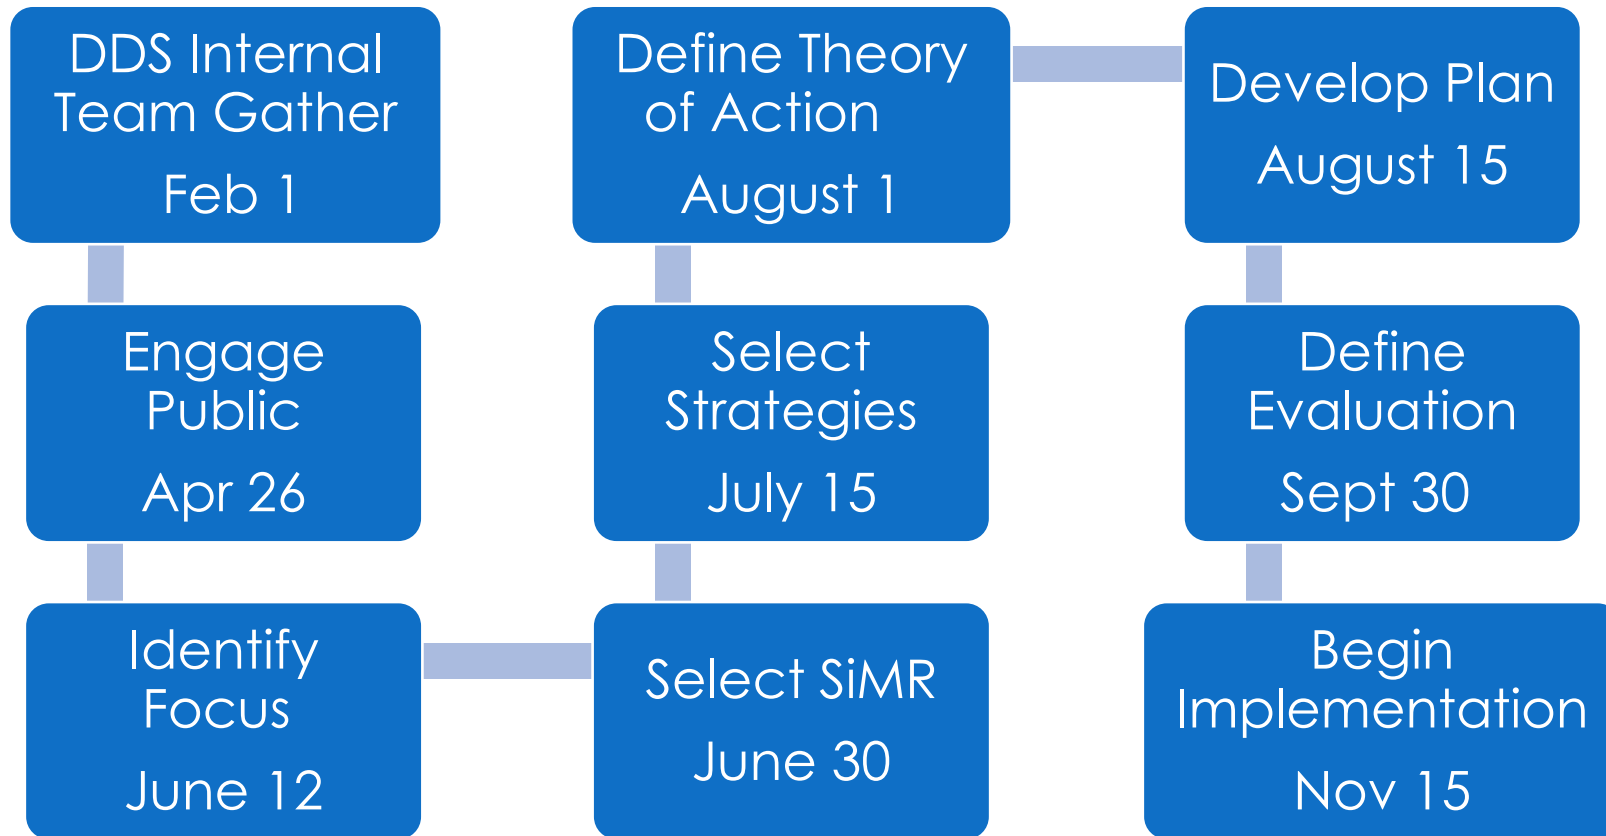 DDS Internal
Team Gather
Feb 1
Engage
Public
Apr 26
Identify
Focus
June 12
Select SiMR
June 30
Select
Strategies
July 15
Define Theory
of Action
August 1
Develop Plan
August 15
Define
Evaluation
Sept 30
Begin
Implementation
Nov 15